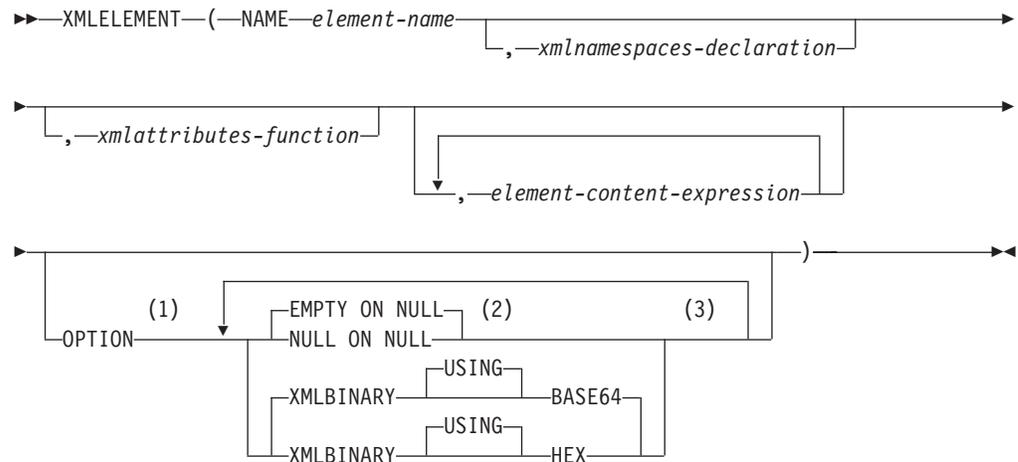 XMLELEMENT ( NAME element-name
, xmlnamespaces-declaration
, xmlattributes-function
, element-content-expression
)
(1) EMPTY ON NULL (2) (3)
OPTION NULL ON NULL
USING
XMLBINARY BASE64
USING
XMLBINARY HEX